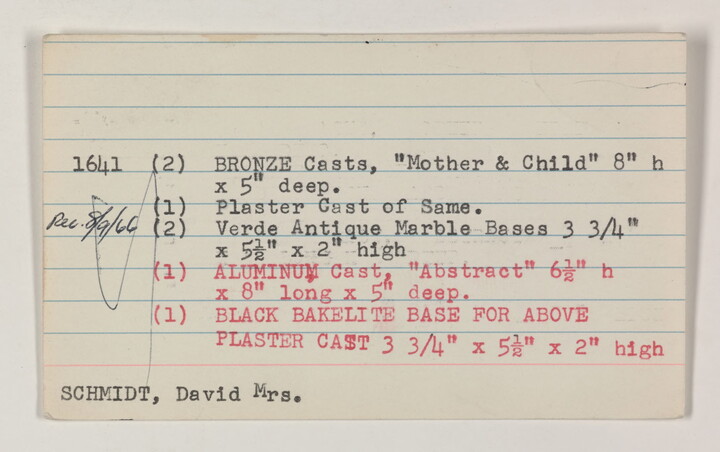 1641 (2) BRONZE Casts, "Mother & Child" 8" h
x 5" deep.
(1) Plaster Cast of Same.
Rec. 8/9/66 (2) Verde Antique Marble Bases 3 3/4"
x 5½" x 2" high
(1) ALUMINUM Cast, "Abstract" 6½" h
x 8" long x 5" deep.
(1) BLACK BAKELITE BASE FOR ABOVE
PLASTER CAST 3 3/4" x 5½" x 2" high
SCHMIDT, David Mrs.